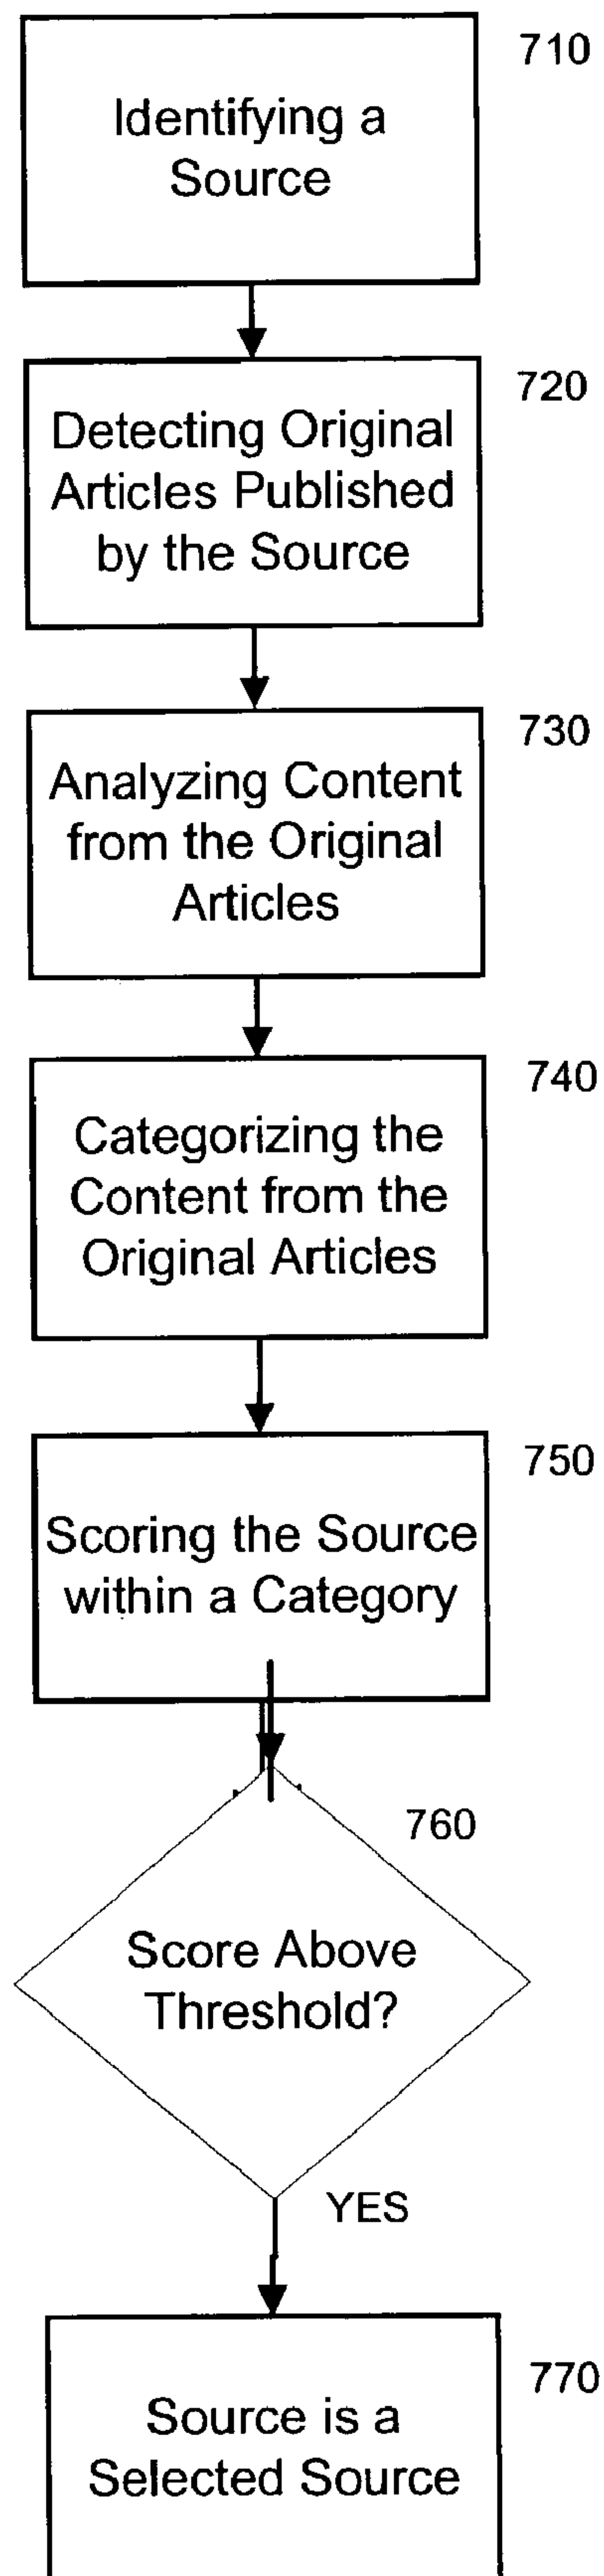 710
Identifying a
Source
720
Detecting Original
Articles Published
by the Source
730
Analyzing Content
from the Original
Articles
740
Categorizing the
Content from the
Original Articles
750
Scoring the Source
within a Category
760
Score Above
Threshold?
YES
770
Source is a
Selected Source